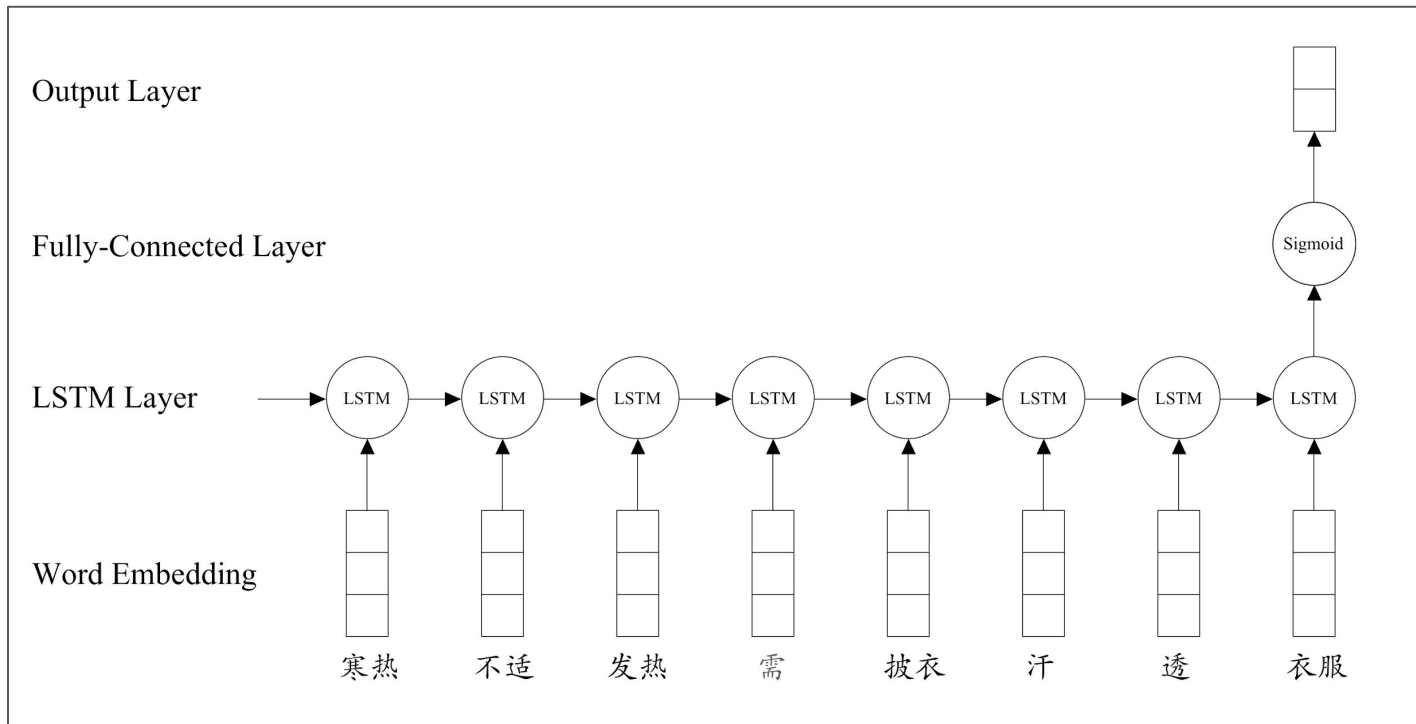 Output Layer
Fully-Connected Layer
Sigmoid
LSTM Layer
LSTM LSTM LSTM LSTM LSTM LSTM LSTM LSTM
Word Embedding
寒热 不适 发热 需 披衣 汗 透 衣服